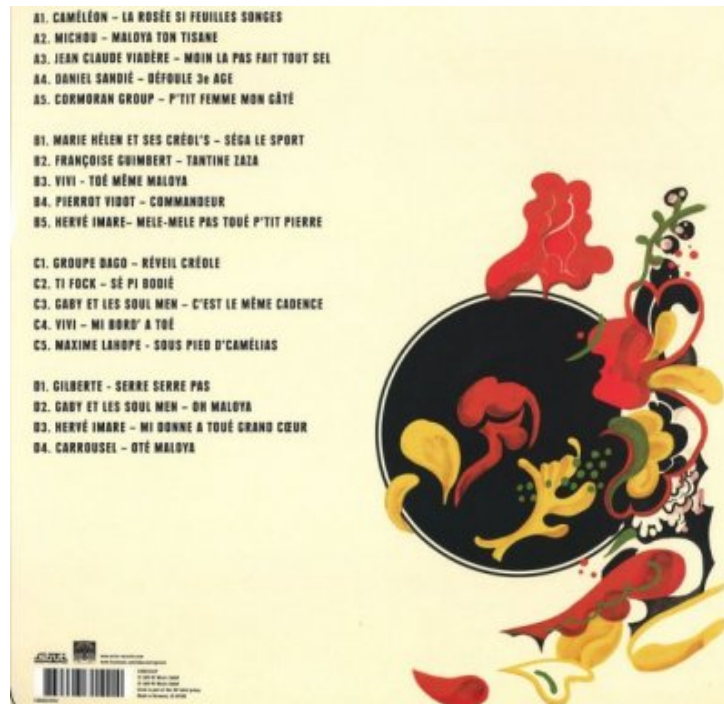 A1. CAMÉLÉON – LA ROSÉE SI FEUILLES SONGES
A2. MICHOU – MALOYA TON TISANE
A3. JEAN CLAUDE VIADÈRE – MOIN LA PAS FAIT TOUT SEL
A4. DANIEL SANDIÉ – DÉFOULE 3e AGE
A5. CORMORAN GROUP – P'TIT FEMME MON GÂTÉ
B1. MARIE HÉLEN ET SES CRÉOL'S – SÉGA LE SPORT
B2. FRANÇOISE GUIMBERT – TANTINE ZAZA
B3. VIVI - TOÉ MÊME MALOYA
B4. PIERROT VIDOT – COMMANDEUR
B5. HERVÉ IMARE– MELE-MELE PAS TOUÉ P'TIT PIERRE
C1. GROUPE DAGO – RÉVEIL CRÉOLE
C2. TI FOCK – SÉ PI BODIÉ
C3. GABY ET LES SOUL MEN – C'EST LE MÊME CADENCE
C4. VIVI – MI BORD' A TOÉ
C5. MAXIME LAHOPE - SOUS PIED D'CAMÉLIAS
D1. GILBERTE - SERRE SERRE PAS
D2. GABY ET LES SOUL MEN – OH MALOYA
D3. HERVÉ IMARE – MI DONNE A TOUÉ GRAND CŒUR
D4. CARROUSEL – OTÉ MALOYA